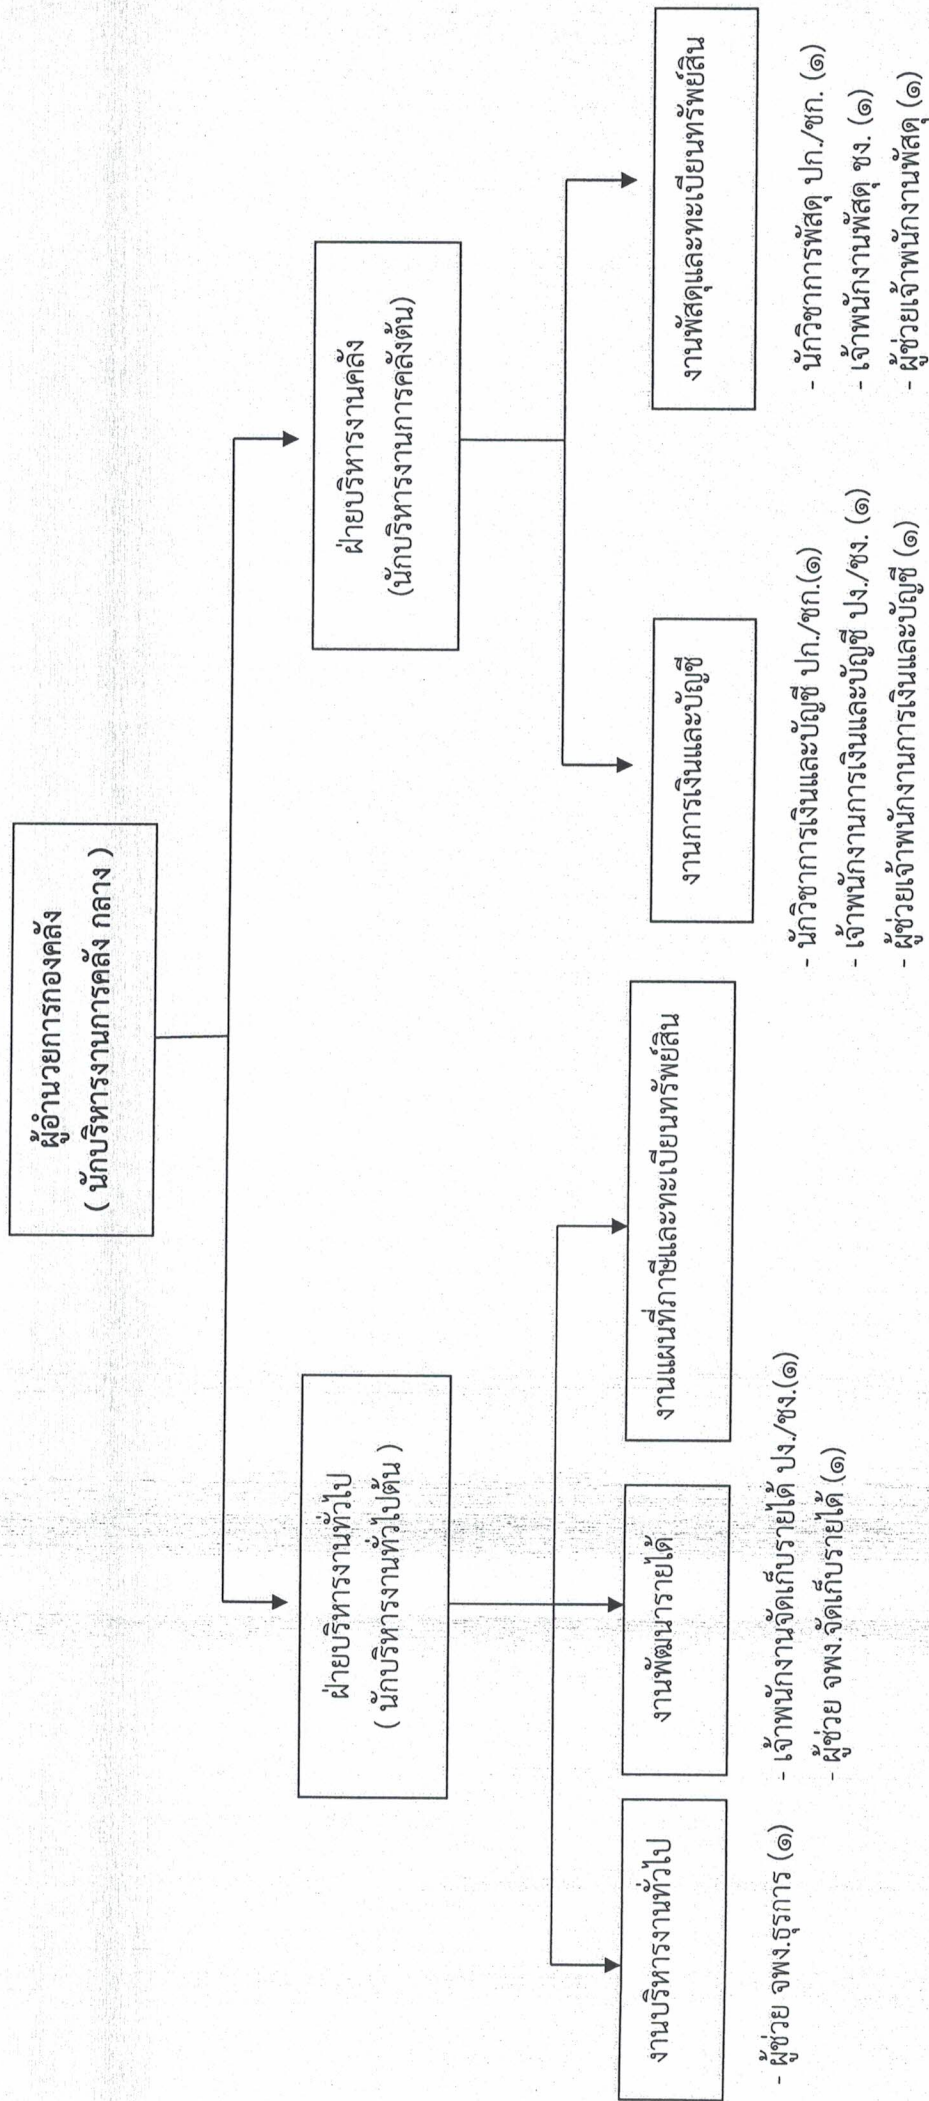 ผู้อำนวยการกองคลัง
( นักบริหารงานการคลัง กลาง )
ฝ่ายบริหารงานทั่วไป
( นักบริหารงานทั่วไปต้น )
ฝ่ายบริหารงานคลัง
(นักบริหารงานการคลังต้น)
งานบริหารงานทั่วไป
- ผู้ช่วย จพง.ธุรการ (๑)
งานพัฒนารายได้
- เจ้าพนักงานจัดเก็บรายได้ ปง./ชง.(๑)
- ผู้ช่วย จพง.จัดเก็บรายได้ (๑)
งานแผนที่ภาษีและทะเบียนทรัพย์สิน
งานการเงินและบัญชี
- นักวิชาการเงินและบัญชี ปก./ชก.(๑)
- เจ้าพนักงานการเงินและบัญชี ปง./ชง. (๑)
- ผู้ช่วยเจ้าพนักงานการเงินและบัญชี (๑)
งานพัสดุและทะเบียนทรัพย์สิน
- นักวิชาการพัสดุ ปก./ชก. (๑)
- เจ้าพนักงานพัสดุ ชง. (๑)
- ผู้ช่วยเจ้าพนักงานพัสดุ (๑)